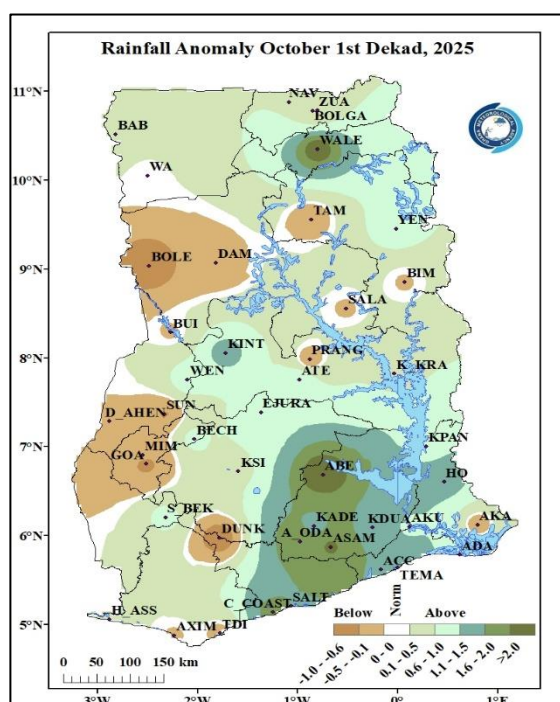 Rainfall Anomaly October 1st Dekad, 2025
11°N
10°N
9°N
8°N
7°N
6°N
5°N
NAV
ZUA
BOLGA
BAB
WALE
WA
TAM
YEN
BOLE
DAM
BIM
SALA
BUI
KINT
PRANG
WEN
ATE
K_KRA
D_AHEN
SUN
EJURA
BECH
KPAN
GOA
MIM
KSI
ABE
HO
S_BEK
KADE
KDUA
AKU
AKA
DUNK
A_ODA
ASAM
ADA
ACC
TEMA
C_COAST
SALT
H_ASS
AXIM
TDI
Below
Norm
Above
-1.0 - -0.6
-0.5 - -0.1
0 - 0
0.1 - 0.5
0.6 - 1.0
1.1 - 1.5
1.6 - 2.0
>2.0
0 50 100 150 km
3°W
2°W
1°W
0°
1°E